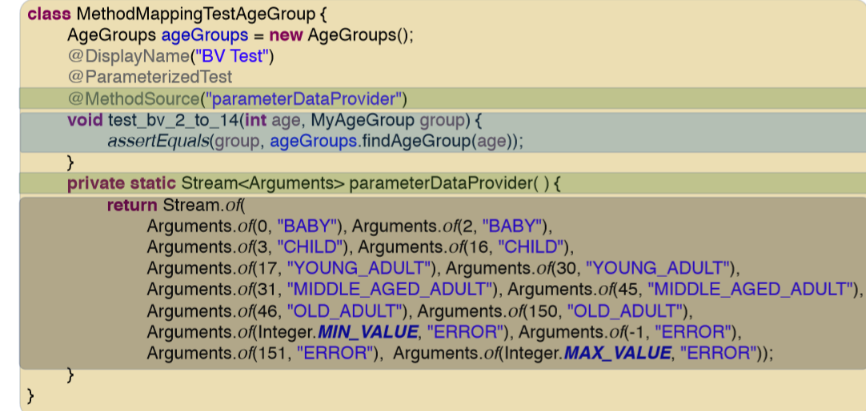 class MethodMappingTestAgeGroup {
AgeGroups ageGroups = new AgeGroups();
@DisplayName("BV Test")
@ParameterizedTest
@MethodSource("parameterDataProvider")
void test_bv_2_to_14(int age, MyAgeGroup group) {
assertEquals(group, ageGroups.findAgeGroup(age));
}
private static Stream<Arguments> parameterDataProvider( ) {
return Stream.of(
Arguments.of(0, "BABY"), Arguments.of(2, "BABY"),
Arguments.of(3, "CHILD"), Arguments.of(16, "CHILD"),
Arguments.of(17, "YOUNG_ADULT"), Arguments.of(30, "YOUNG_ADULT"),
Arguments.of(31, "MIDDLE_AGED_ADULT"), Arguments.of(45, "MIDDLE_AGED_ADULT"),
Arguments.of(46, "OLD_ADULT"), Arguments.of(150, "OLD_ADULT"),
Arguments.of(Integer.MIN_VALUE, "ERROR"), Arguments.of(-1, "ERROR"),
Arguments.of(151, "ERROR"), Arguments.of(Integer.MAX_VALUE, "ERROR"));
}
}